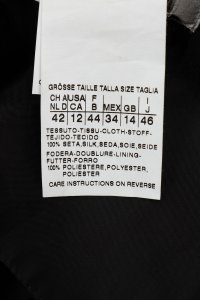 GRÖSSE TAILLE TALLA SIZE TAGLIA
CH A/USA F I
NL D CA B MEX GB J
42 12 44 34 14 46
TESSUTO-TISSU-CLOTH-STOFF-
TEJIDO-TECIDO
100% SETA,SILK,SEDA,SOIE,SEIDE
FODERA-DOUBLURE-LINING-
FUTTER-FORRO
100% POLIESTERE,POLYESTER,
POLIESTER
CARE INSTRUCTIONS ON REVERSE